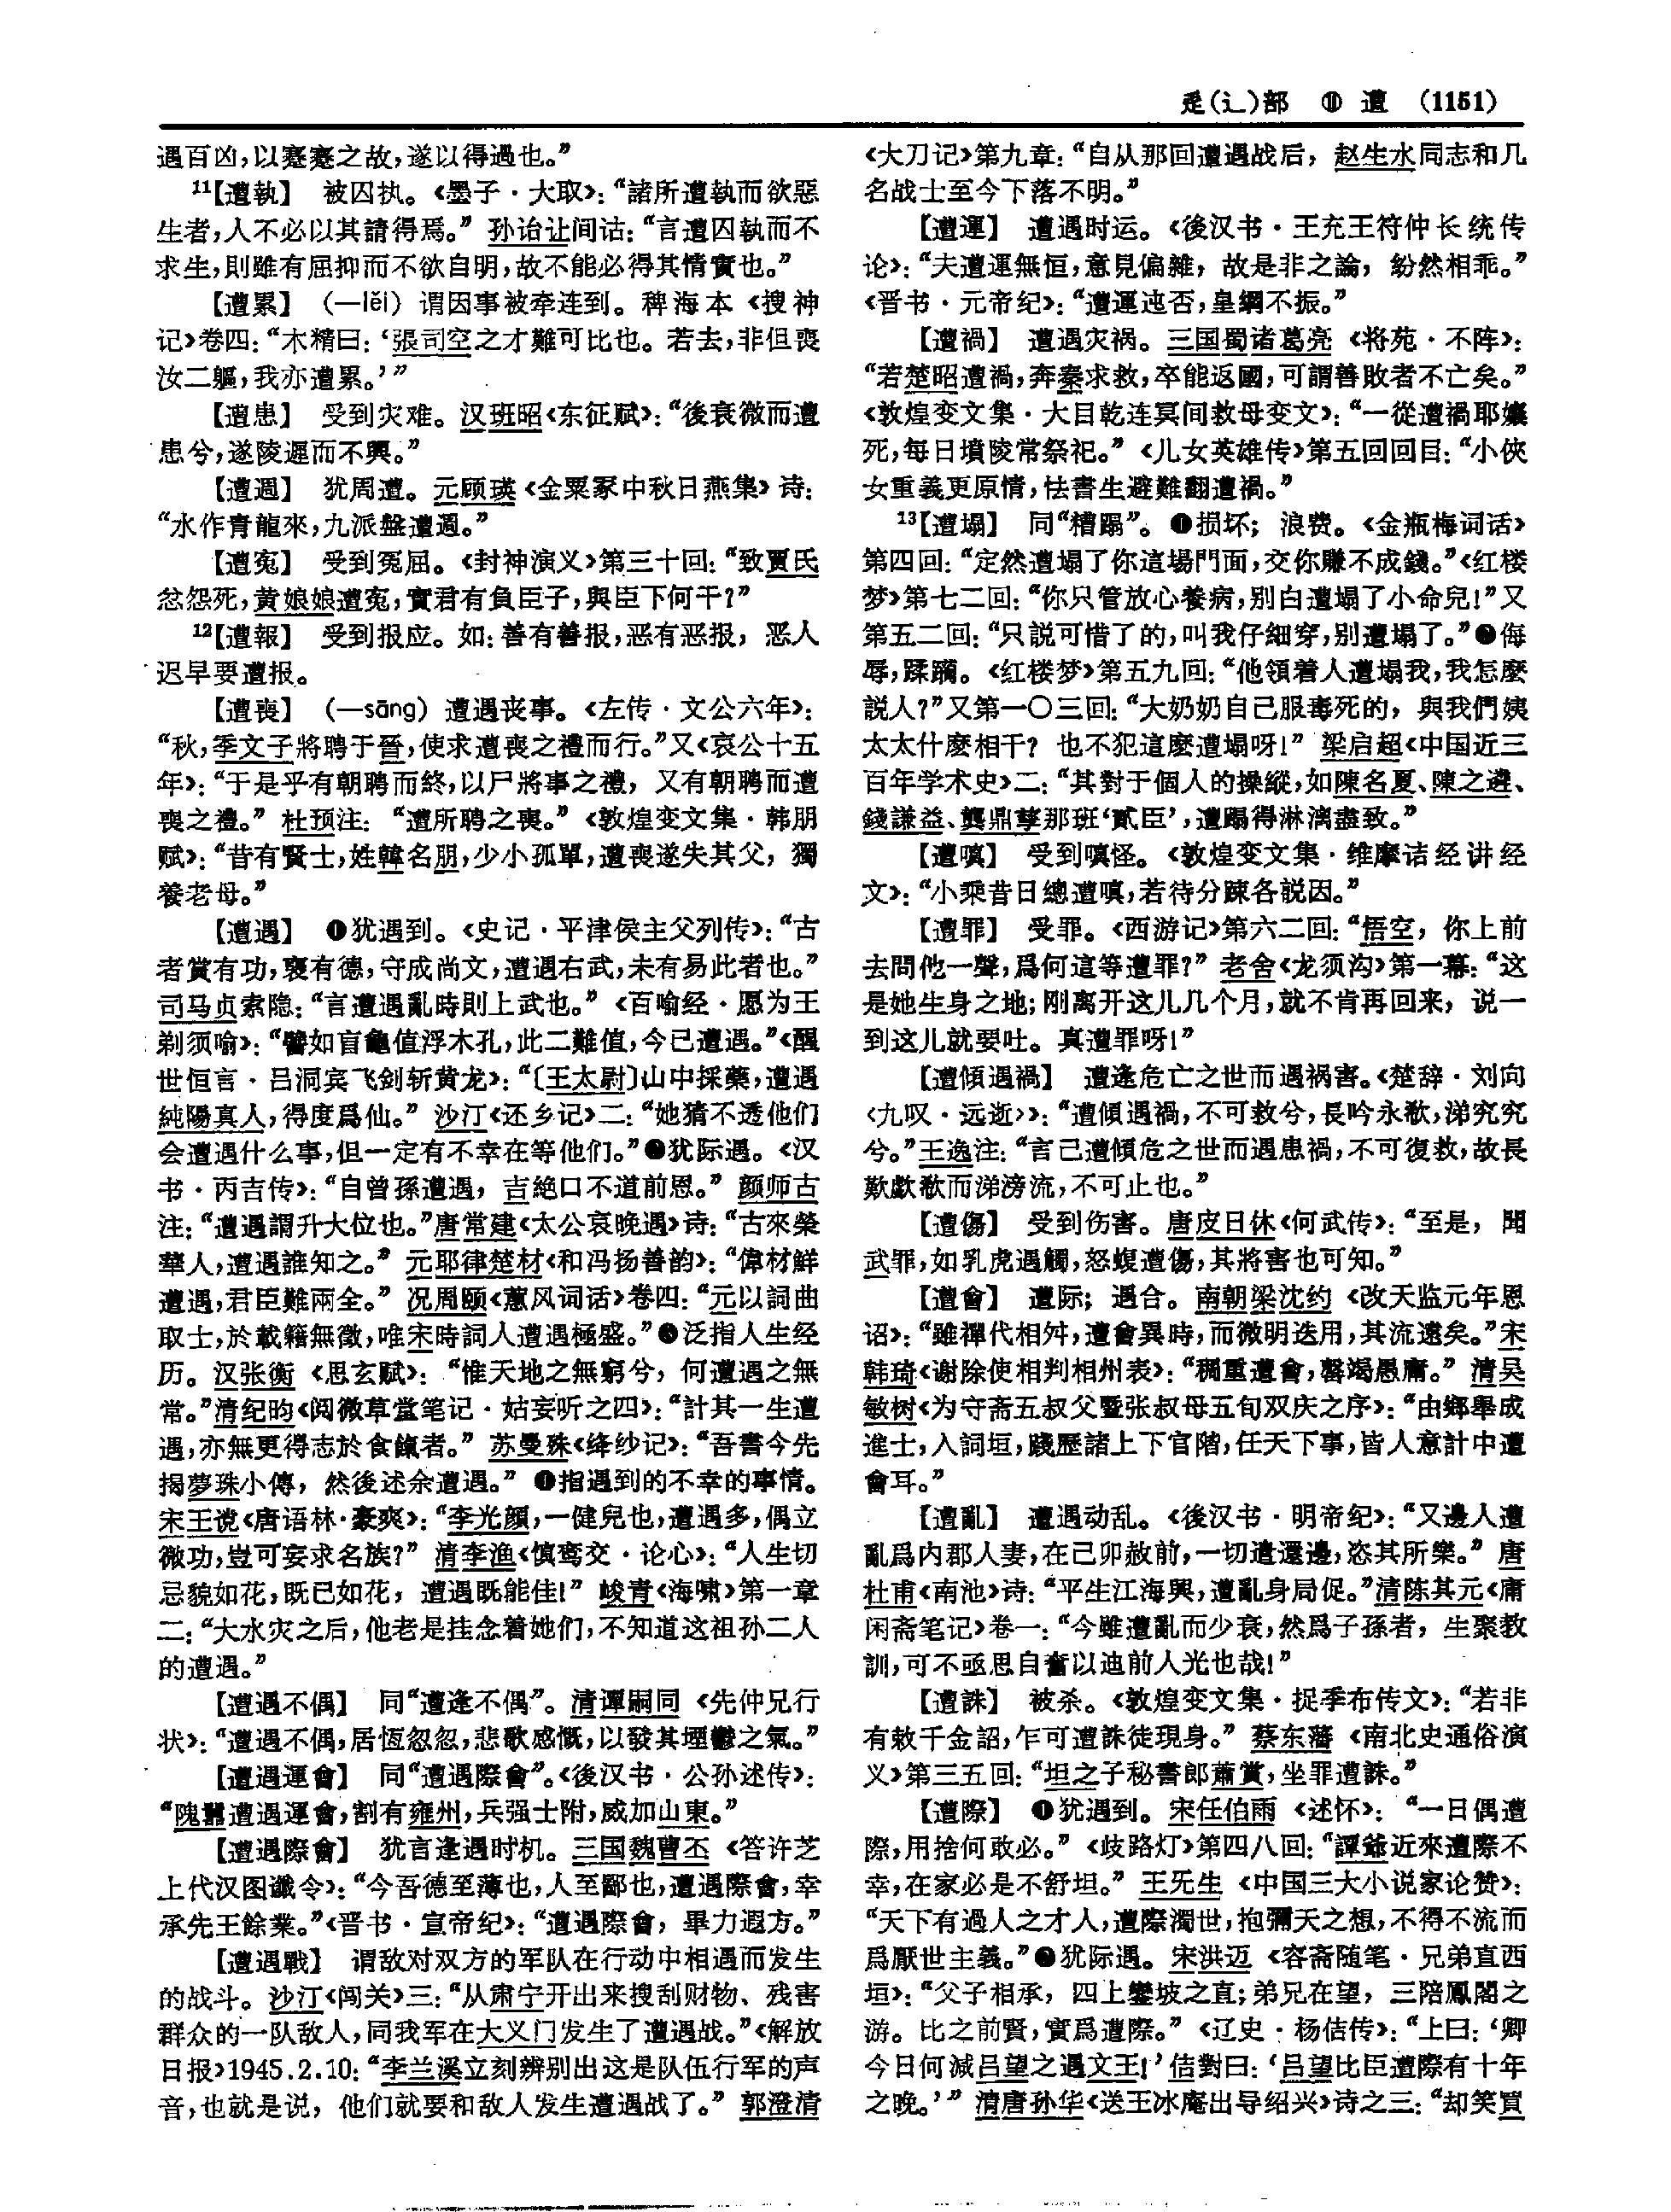 辵(辶)部　⑪　遭　(1151)
遇百凶，以蹇蹇之故，遂以得過也。”
11【遭執】　被囚执。《墨子·大取》：“諸所遭執而欲惡
生者，人不必以其請得焉。”孙诒让间诂：“言遭囚執而不
求生，則雖有屈抑而不欲自明，故不能必得其情實也。”
【遭累】　（—lěi）谓因事被牵连到。稗海本《搜神
记》卷四：“木精曰：‘張司空之才難可比也。若去，非但喪
汝二軀，我亦遭累。’”
【遭患】　受到灾难。汉班昭《东征赋》：“後衰微而遭
患兮，遂陵遲而不興。”
【遭週】　犹周遭。元顾瑛《金粟冢中秋日燕集》诗：
“水作青龍來，九派盤遭週。”
【遭寃】　受到冤屈。《封神演义》第三十回：“致賈氏
忿怨死，黄娘娘遭寃，實君有負臣子，與臣下何干？”
12【遭報】　受到报应。如：善有善报，恶有恶报，恶人
迟早要遭报。
【遭喪】　（—sāng）遭遇丧事。《左传·文公六年》：
“秋，季文子將聘于晉，使求遭喪之禮而行。”又《哀公十五
年》：“于是乎有朝聘而終，以尸將事之禮，又有朝聘而遭
喪之禮。”杜预注：“遭所聘之喪。”《敦煌变文集·韩朋
赋》：“昔有賢士，姓韓名朋，少小孤單，遭喪遂失其父，獨
養老母。”
【遭遇】　❶犹遇到。《史记·平津侯主父列传》：“古
者賞有功，襃有德，守成尚文，遭遇右武，未有易此者也。”
司马贞索隐：“言遭遇亂時則上武也。”《百喻经·愿为王
剃须喻》：“譬如盲龜值浮木孔，此二難值，今已遭遇。”《醒
世恒言·吕洞宾飞剑斩黄龙》：“〔王太尉〕山中採藥，遭遇
純陽真人，得度爲仙。”沙汀《还乡记》二：“她猜不透他们
会遭遇什么事，但一定有不幸在等他们。”❷犹际遇。《汉
书·丙吉传》：“自曾孫遭遇，吉絶口不道前恩。”颜师古
注：“遭遇謂升大位也。”唐常建《太公哀晚遇》诗：“古來榮
華人，遭遇誰知之。”元耶律楚材《和冯扬善韵》：“偉材鮮
遭遇，君臣難兩全。”况周颐《蕙风词话》卷四：“元以詞曲
取士，於載籍無徵，唯宋時詞人遭遇極盛。”❸泛指人生经
历。汉张衡《思玄赋》：“惟天地之無窮兮，何遭遇之無
常。”清纪昀《阅微草堂笔记·姑妄听之四》：“計其一生遭
遇，亦無更得志於食餼者。”苏曼殊《绛纱记》：“吾書今先
揭夢珠小傳，然後述余遭遇。”❹指遇到的不幸的事情。
宋王谠《唐语林·豪爽》：“李光顔，一健兒也，遭遇多，偶立
微功，豈可妄求名族？”清李渔《慎鸾交·论心》：“人生切
忌貌如花，既已如花，遭遇既能佳！”峻青《海啸》第一章
二：“大水灾之后，他老是挂念着她们，不知道这祖孙二人
的遭遇。”
【遭遇不偶】　同“遭逢不偶”。清谭嗣同《先仲兄行
状》：“遭遇不偶，居恆忽忽，悲歌感慨，以發其堙鬱之氣。”
【遭遇運會】　同“遭遇際會”。《後汉书·公孙述传》：
“隗囂遭遇運會，割有雍州，兵强士附，威加山東。”
【遭遇際會】　犹言逢遇时机。三国魏曹丕《答许芝
上代汉图谶令》：“今吾德至薄也，人至鄙也，遭遇際會，幸
承先王餘業。”《晋书·宣帝纪》：“遭遇際會，畢力遐方。”
【遭遇戰】　谓敌对双方的军队在行动中相遇而发生
的战斗。沙汀《闯关》三：“从肃宁开出来搜刮财物、残害
群众的一队敌人，同我军在大义门发生了遭遇战。”《解放
日报》1945.2.10：“李兰溪立刻辨别出这是队伍行军的声
音，也就是说，他们就要和敌人发生遭遇战了。”郭澄清
《大刀记》第九章：“自从那回遭遇战后，赵生水同志和几
名战士至今下落不明。”
【遭運】　遭遇时运。《後汉书·王充王符仲长统传
论》：“夫遭運無恒，意見偏雜，故是非之論，紛然相乖。”
《晋书·元帝纪》：“遭運迍否，皇綱不振。”
【遭禍】　遭遇灾祸。三国蜀诸葛亮《将苑·不阵》：
“若楚昭遭禍，奔秦求救，卒能返國，可謂善敗者不亡矣。”
《敦煌变文集·大目乾连冥间救母变文》：“一從遭禍耶孃
死，每日墳陵常祭祀。”《儿女英雄传》第五回回目：“小俠
女重義更原情，怯書生避難翻遭禍。”
13【遭塌】　同“糟蹋”。❶损坏；浪费。《金瓶梅词话》
第四回：“定然遭塌了你這場門面，交你賺不成錢。”《红楼
梦》第七二回：“你只管放心養病，别白遭塌了小命兒！”又
第五二回：“只説可惜了的，叫我仔細穿，别遭塌了。”❷侮
辱，蹂躏。《红楼梦》第五九回：“他領着人遭塌我，我怎麽
説人？”又第一〇三回：“大奶奶自己服毒死的，與我們姨
太太什麽相干？也不犯這麽遭塌呀！”梁启超《中国近三
百年学术史》二：“其對于個人的操縱，如陳名夏、陳之遴、
錢謙益、龔鼎孳那班‘貳臣’，遭蹋得淋漓盡致。”
【遭嗔】　受到嗔怪。《敦煌变文集·维摩诘经讲经
文》：“小乘昔日總遭嗔，若待分踈各説因。”
【遭罪】　受罪。《西游记》第六二回：“悟空，你上前
去問他一聲，爲何這等遭罪？”老舍《龙须沟》第一幕：“这
是她生身之地；刚离开这儿几个月，就不肯再回来，说一
到这儿就要吐。真遭罪呀！”
【遭傾遇禍】　遭逢危亡之世而遇祸害。《楚辞·刘向
〈九叹·远逝〉》：“遭傾遇禍，不可救兮，長吟永欷，涕究究
兮。”王逸注：“言己遭傾危之世而遇患禍，不可復救，故長
歎歔欷而涕滂流，不可止也。”
【遭傷】　受到伤害。唐皮日休《何武传》：“至是，聞
武罪，如乳虎遇觸，怒蝮遭傷，其將害也可知。”
【遭會】　遭际；遇合。南朝梁沈约《改天监元年恩
诏》：“雖禪代相舛，遭會異時，而微明迭用，其流遠矣。”宋
韩琦《谢除使相判相州表》：“稠重遭會，罄竭愚庸。”清吴
敏树《为守斋五叔父暨张叔母五旬双庆之序》：“由鄉舉成
進士，入詞垣，踐歷諸上下官階，任天下事，皆人意計中遭
會耳。”
【遭亂】　遭遇动乱。《後汉书·明帝纪》：“又邊人遭
亂爲内郡人妻，在己卯赦前，一切遣還邊，恣其所樂。”唐
杜甫《南池》诗：“平生江海興，遭亂身局促。”清陈其元《庸
闲斋笔记》卷一：“今雖遭亂而少衰，然爲子孫者，生聚教
訓，可不亟思自奮以迪前人光也哉！”
【遭誅】　被杀。《敦煌变文集·捉季布传文》：“若非
有敕千金詔，乍可遭誅徒現身。”蔡东藩《南北史通俗演
义》第三五回：“坦之子秘書郎蕭賞，坐罪遭誅。”
【遭際】　❶犹遇到。宋任伯雨《述怀》：“一日偶遭
際，用捨何敢必。”《歧路灯》第四八回：“譚爺近來遭際不
幸，在家必是不舒坦。”王旡生《中国三大小说家论赞》：
“天下有過人之才人，遭際濁世，抱彌天之想，不得不流而
爲厭世主義。”❷犹际遇。宋洪迈《容斋随笔·兄弟直西
垣》：“父子相承，四上鑾坡之直；弟兄在望，三陪鳳閣之
游。比之前賢，實爲遭際。”《辽史·杨佶传》：“上曰：‘卿
今日何減吕望之遇文王！’佶對曰：‘吕望比臣遭際有十年
之晚。’”清唐孙华《送王冰庵出导绍兴》诗之三：“却笑買